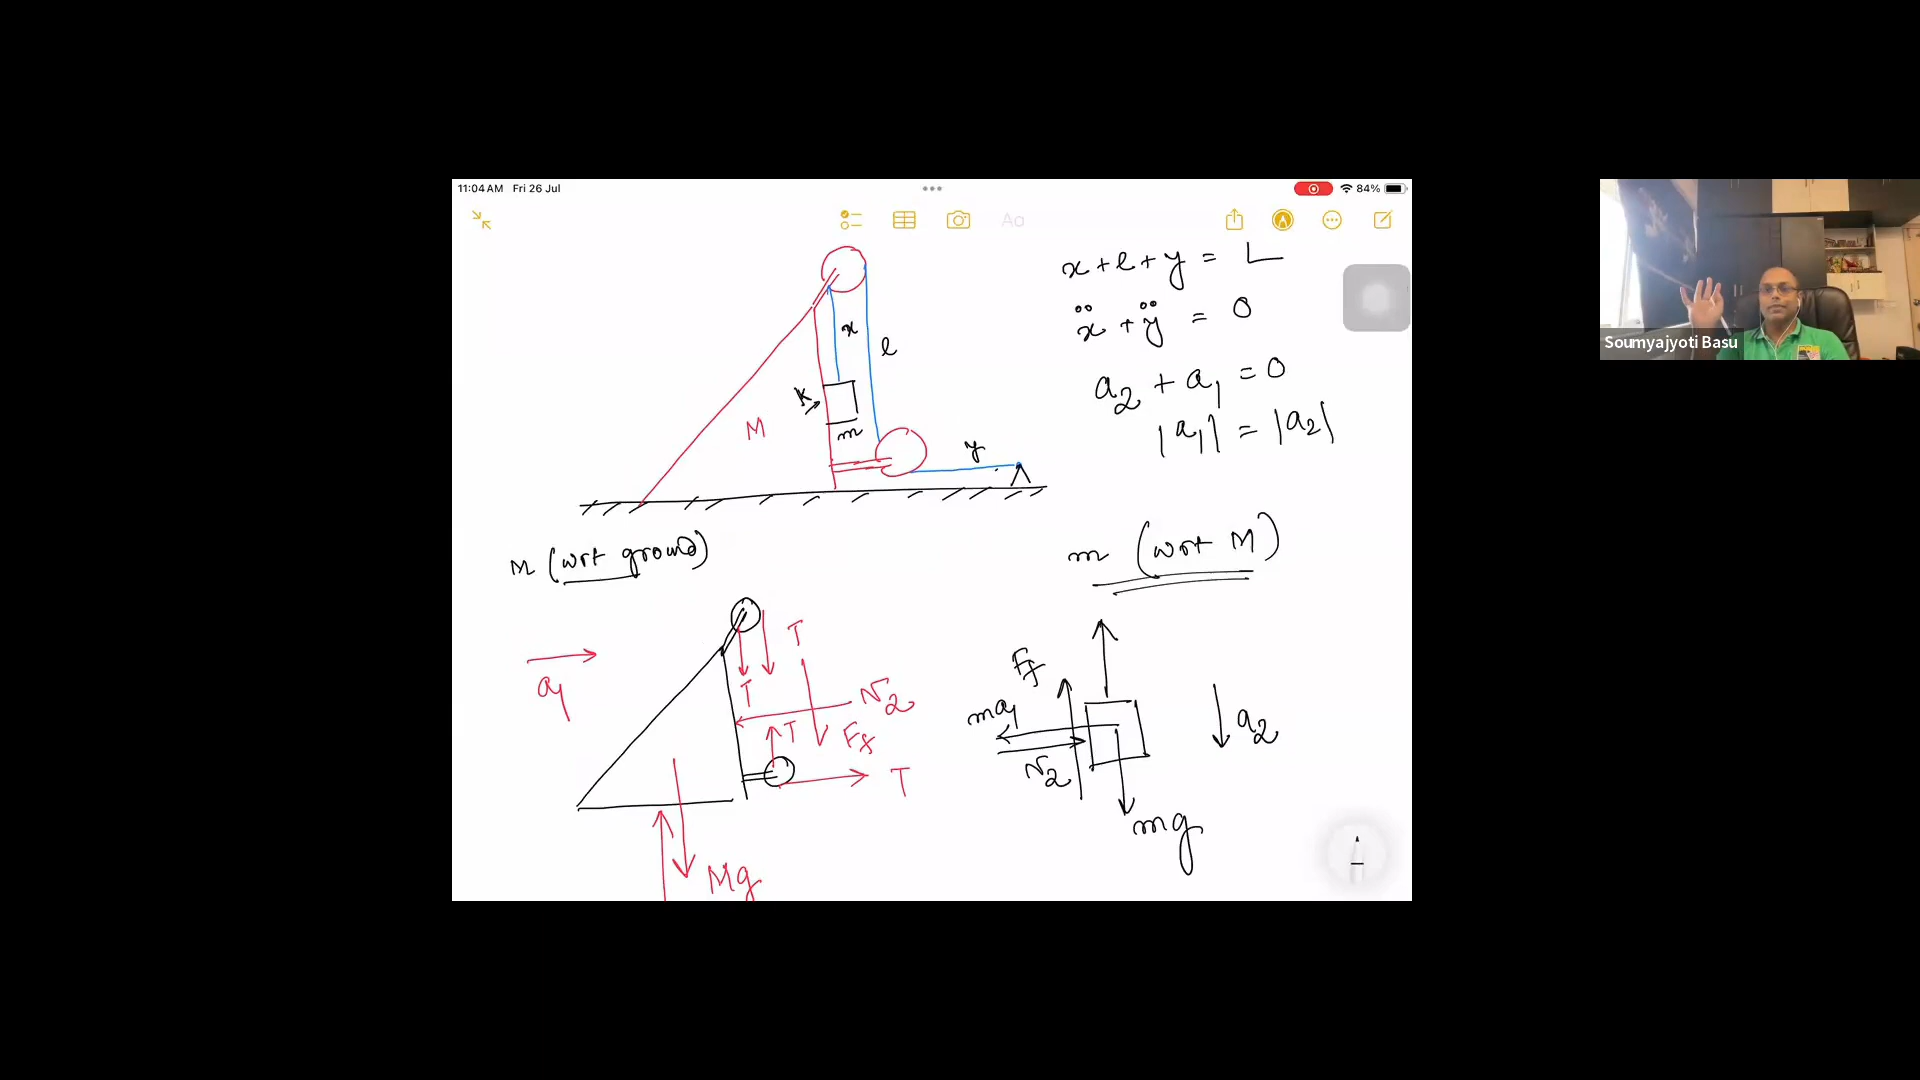 11:04 AM Fri 26 Jul
84%
Aa
x + l + y = L
ẍ + ÿ = 0
a₂ + a₁ = 0
|a₁| = |a₂|
x
l
k
M
m
y
Soumyajyoti Basu
M (wrt ground)
m (wrt M)
a₁
T
T
N₂
T
Ff
T
Mg
Ff
ma₁
N₂
a₂
mg